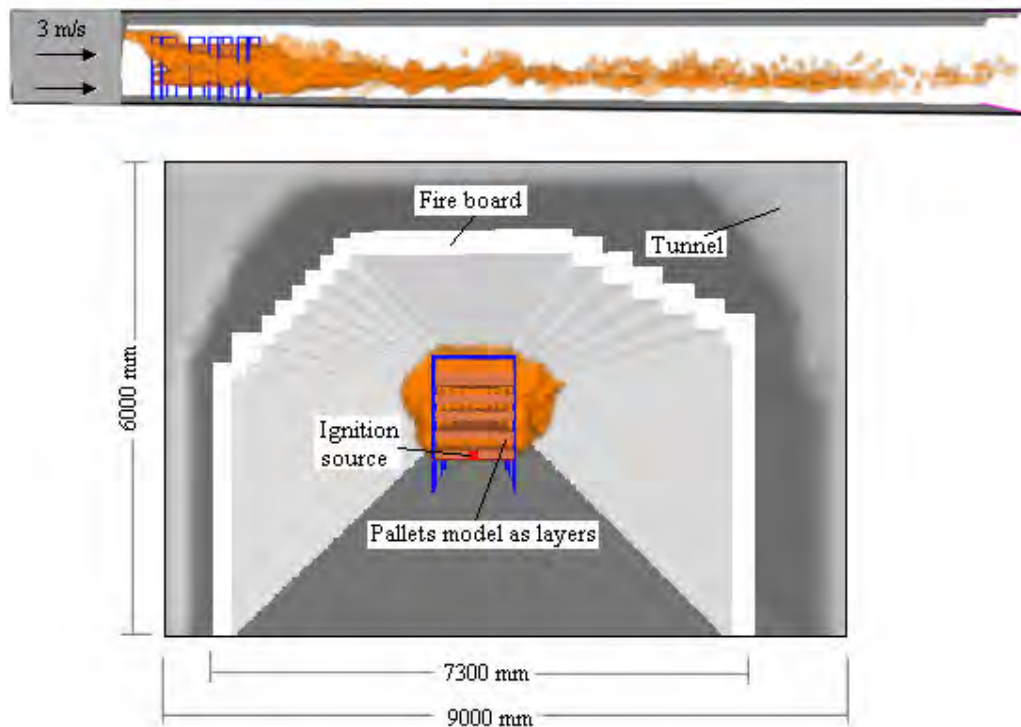 3 m/s
Fire board
Tunnel
6000 mm
Ignition
source
Pallets model as layers
7300 mm
9000 mm